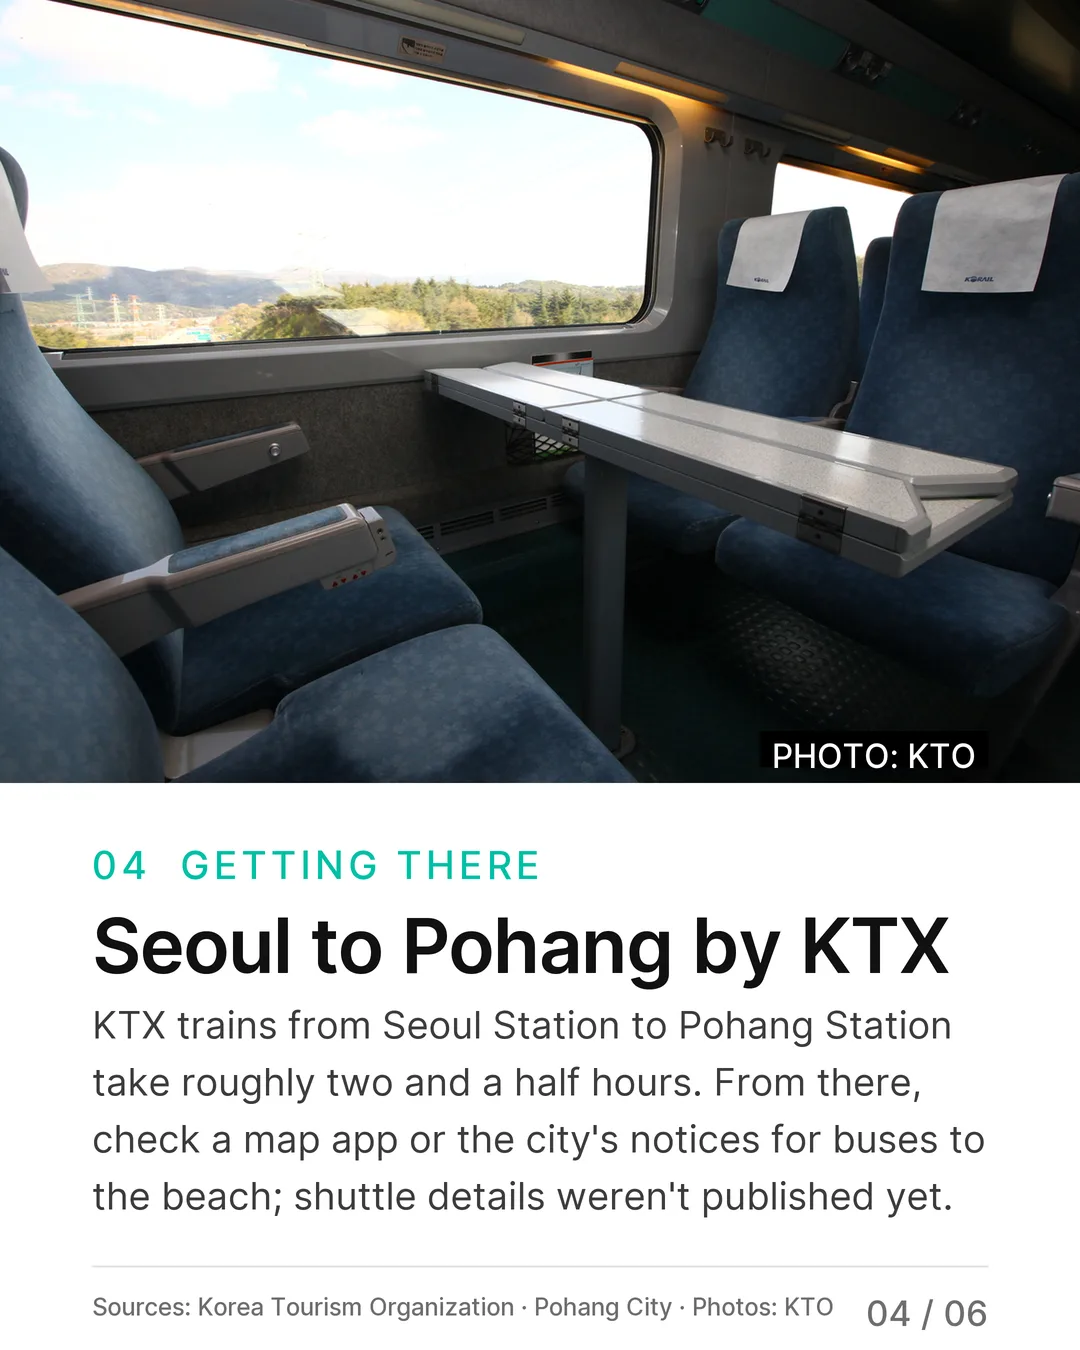 KORAIL
KORAIL
PHOTO: KTO
04 GETTING THERE
Seoul to Pohang by KTX
KTX trains from Seoul Station to Pohang Station
take roughly two and a half hours. From there,
check a map app or the city's notices for buses to
the beach; shuttle details weren't published yet.
Sources: Korea Tourism Organization · Pohang City · Photos: KTO
04 / 06